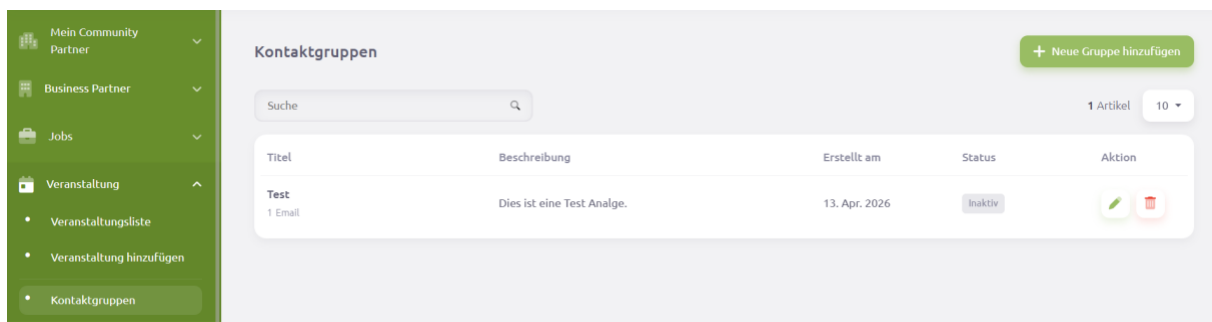 Mein Community
Partner
Business Partner
Jobs
Veranstaltung
Veranstaltungsliste
Veranstaltung hinzufügen
Kontaktgruppen
Kontaktgruppen
Neue Gruppe hinzufügen
Suche
1 Artikel 10
Titel Beschreibung Erstellt am Status Aktion
Test
1 Email
Dies ist eine Test Analge. 13. Apr. 2026 Inaktiv